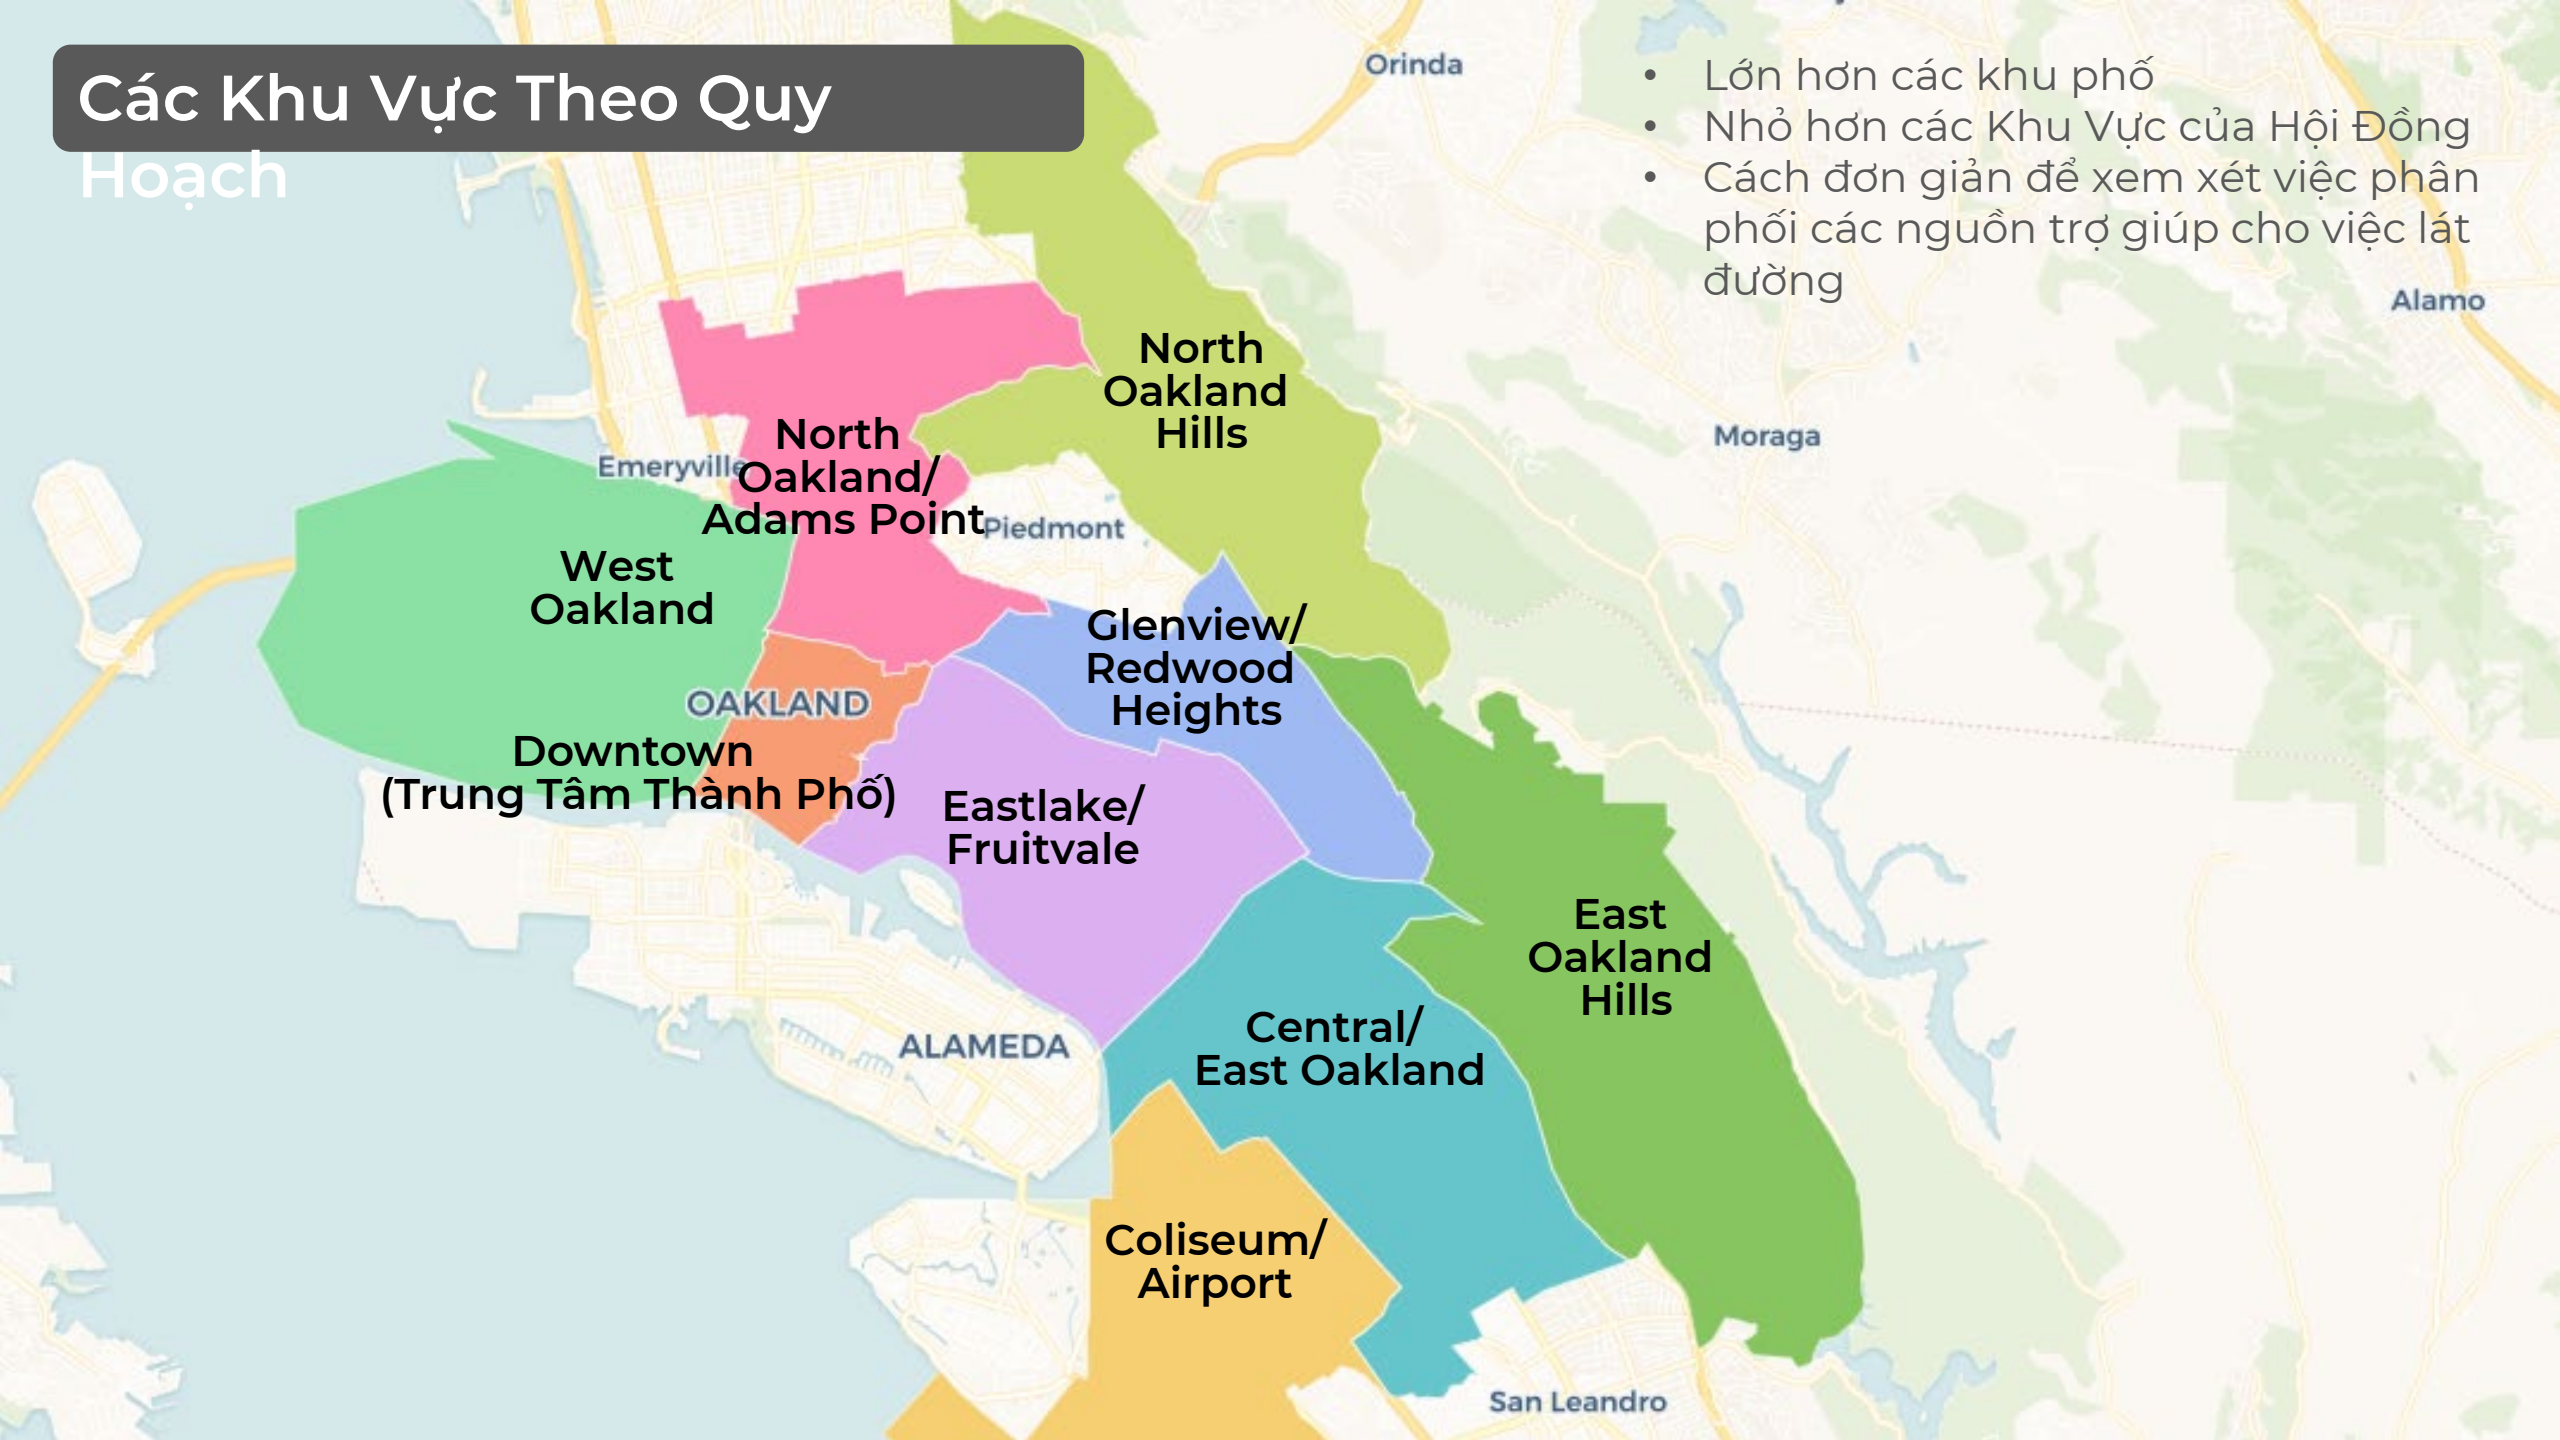 Các Khu Vực Theo Quy
Hoạch
• Lớn hơn các khu phố
• Nhỏ hơn các Khu Vực của Hội Đồng
• Cách đơn giản để xem xét việc phân
phối các nguồn trợ giúp cho việc lát
đường
Orinda
Alamo
Moraga
North
Oakland
Hills
North
Oakland/
Adams Point
Emeryville
Piedmont
West
Oakland
Glenview/
Redwood
Heights
OAKLAND
Downtown
(Trung Tâm Thành Phố)
Eastlake/
Fruitvale
East
Oakland
Hills
Central/
East Oakland
ALAMEDA
Coliseum/
Airport
San Leandro